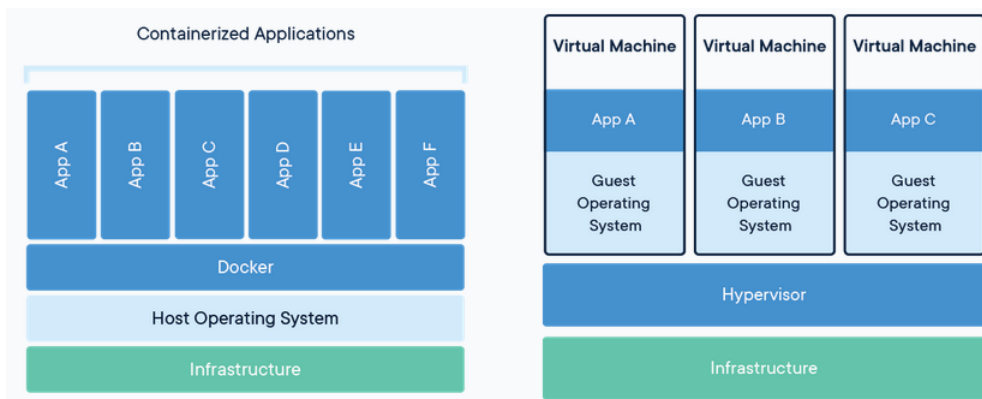 Containerized Applications
App A
App B
App C
App D
App E
App F
Docker
Host Operating System
Infrastructure
Virtual Machine
App A
Guest
Operating
System
Virtual Machine
App B
Guest
Operating
System
Virtual Machine
App C
Guest
Operating
System
Hypervisor
Infrastructure